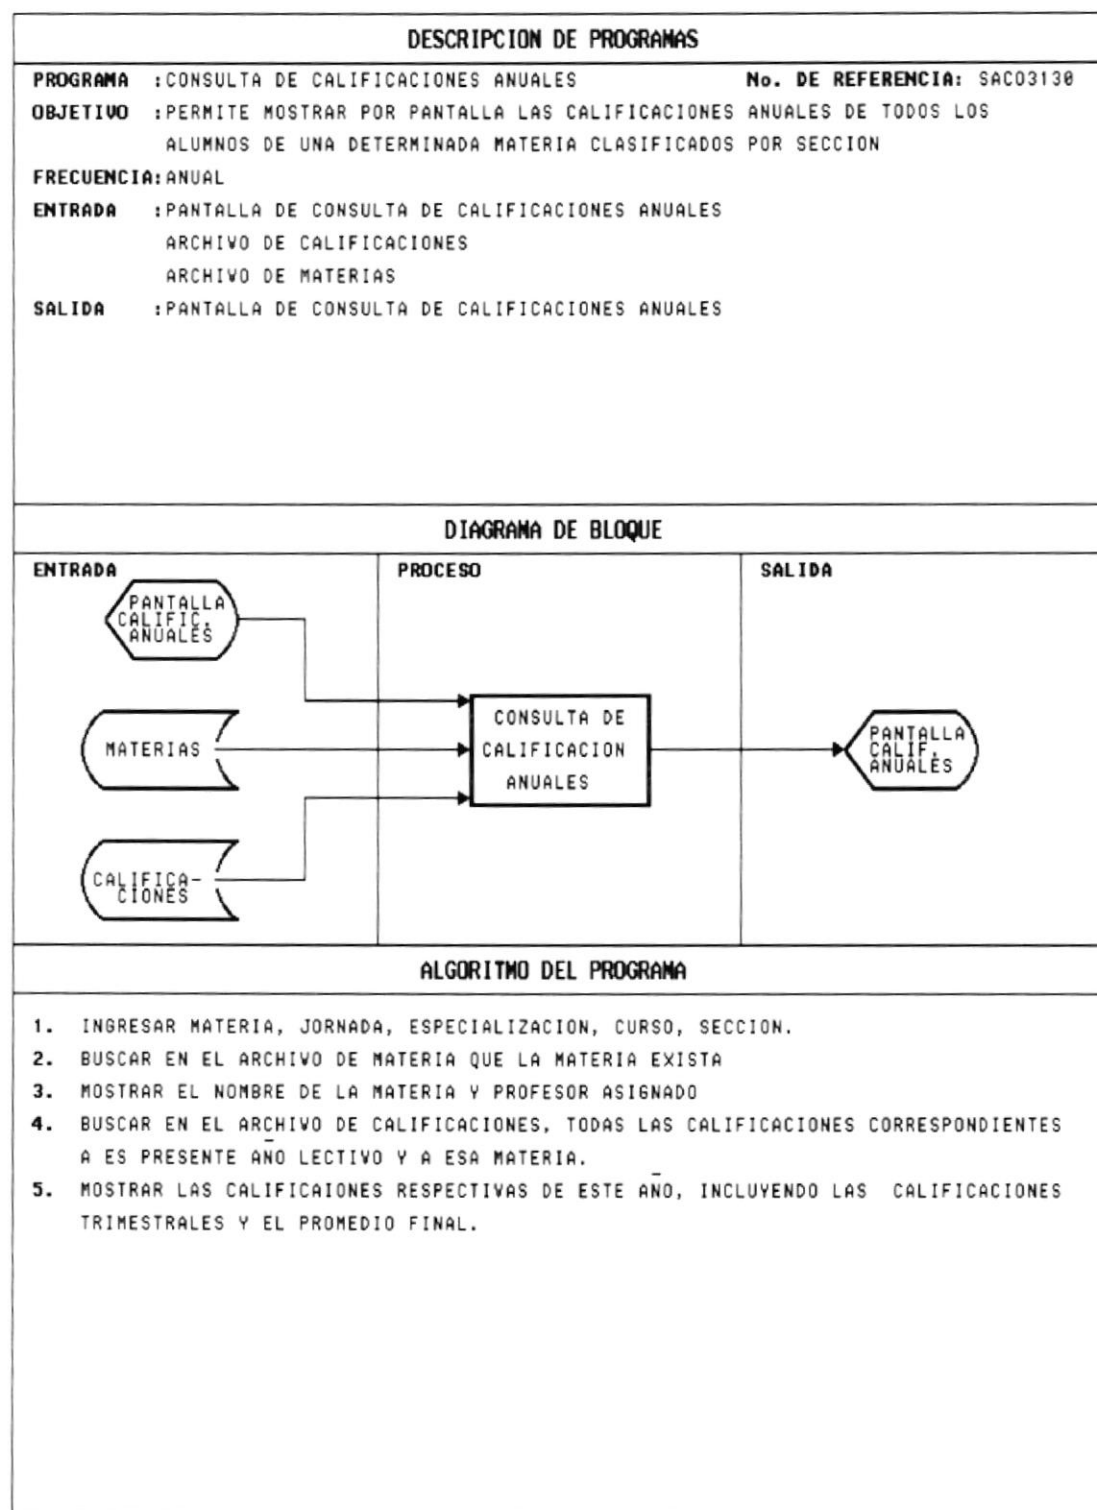 DESCRIPCION DE PROGRAMAS
PROGRAMA :CONSULTA DE CALIFICACIONES ANUALES No. DE REFERENCIA: SACO3130
OBJETIVO :PERMITE MOSTRAR POR PANTALLA LAS CALIFICACIONES ANUALES DE TODOS LOS
ALUMNOS DE UNA DETERMINADA MATERIA CLASIFICADOS POR SECCION
FRECUENCIA:ANUAL
ENTRADA :PANTALLA DE CONSULTA DE CALIFICACIONES ANUALES
ARCHIVO DE CALIFICACIONES
ARCHIVO DE MATERIAS
SALIDA :PANTALLA DE CONSULTA DE CALIFICACIONES ANUALES
DIAGRAMA DE BLOQUE
ENTRADA PROCESO SALIDA
PANTALLA
CALIFIC.
ANUALES
MATERIAS
CALIFICA-
CIONES
CONSULTA DE
CALIFICACION
ANUALES
PANTALLA
CALIF.
ANUALES
ALGORITMO DEL PROGRAMA
1. INGRESAR MATERIA, JORNADA, ESPECIALIZACION, CURSO, SECCION.
2. BUSCAR EN EL ARCHIVO DE MATERIA QUE LA MATERIA EXISTA
3. MOSTRAR EL NOMBRE DE LA MATERIA Y PROFESOR ASIGNADO
4. BUSCAR EN EL ARCHIVO DE CALIFICACIONES, TODAS LAS CALIFICACIONES CORRESPONDIENTES
A ES PRESENTE AÑO LECTIVO Y A ESA MATERIA.
5. MOSTRAR LAS CALIFICAIONES RESPECTIVAS DE ESTE AÑO, INCLUYENDO LAS CALIFICACIONES
TRIMESTRALES Y EL PROMEDIO FINAL.